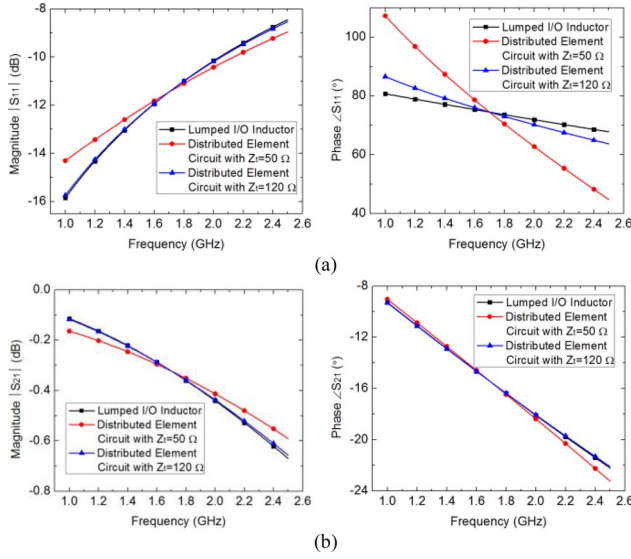 Magnitude |S11| (dB)
-8
-10
-12
-14
-16
Lumped I/O Inductor
Distributed Element
Circuit with Zt=50 Ω
Distributed Element
Circuit with Zt=120 Ω
1.0 1.2 1.4 1.6 1.8 2.0 2.2 2.4 2.6
Frequency (GHz)
Phase ∠S11 (°)
100
80
60
40
Lumped I/O Inductor
Distributed Element
Circuit with Zt=50 Ω
Distributed Element
Circuit with Zt=120 Ω
1.0 1.2 1.4 1.6 1.8 2.0 2.2 2.4 2.6
Frequency (GHz)
(a)
Magnitude |S21| (dB)
0.0
-0.2
-0.4
-0.6
-0.8
Lumped I/O Inductor
Distributed Element
Circuit with Zt=50 Ω
Distributed Element
Circuit with Zt=120 Ω
1.0 1.2 1.4 1.6 1.8 2.0 2.2 2.4 2.6
Frequency (GHz)
Phase ∠S21 (°)
-8
-12
-16
-20
-24
Lumped I/O Inductor
Distributed Element
Circuit with Zt=50 Ω
Distributed Element
Circuit with Zt=120 Ω
1.0 1.2 1.4 1.6 1.8 2.0 2.2 2.4 2.6
Frequency (GHz)
(b)